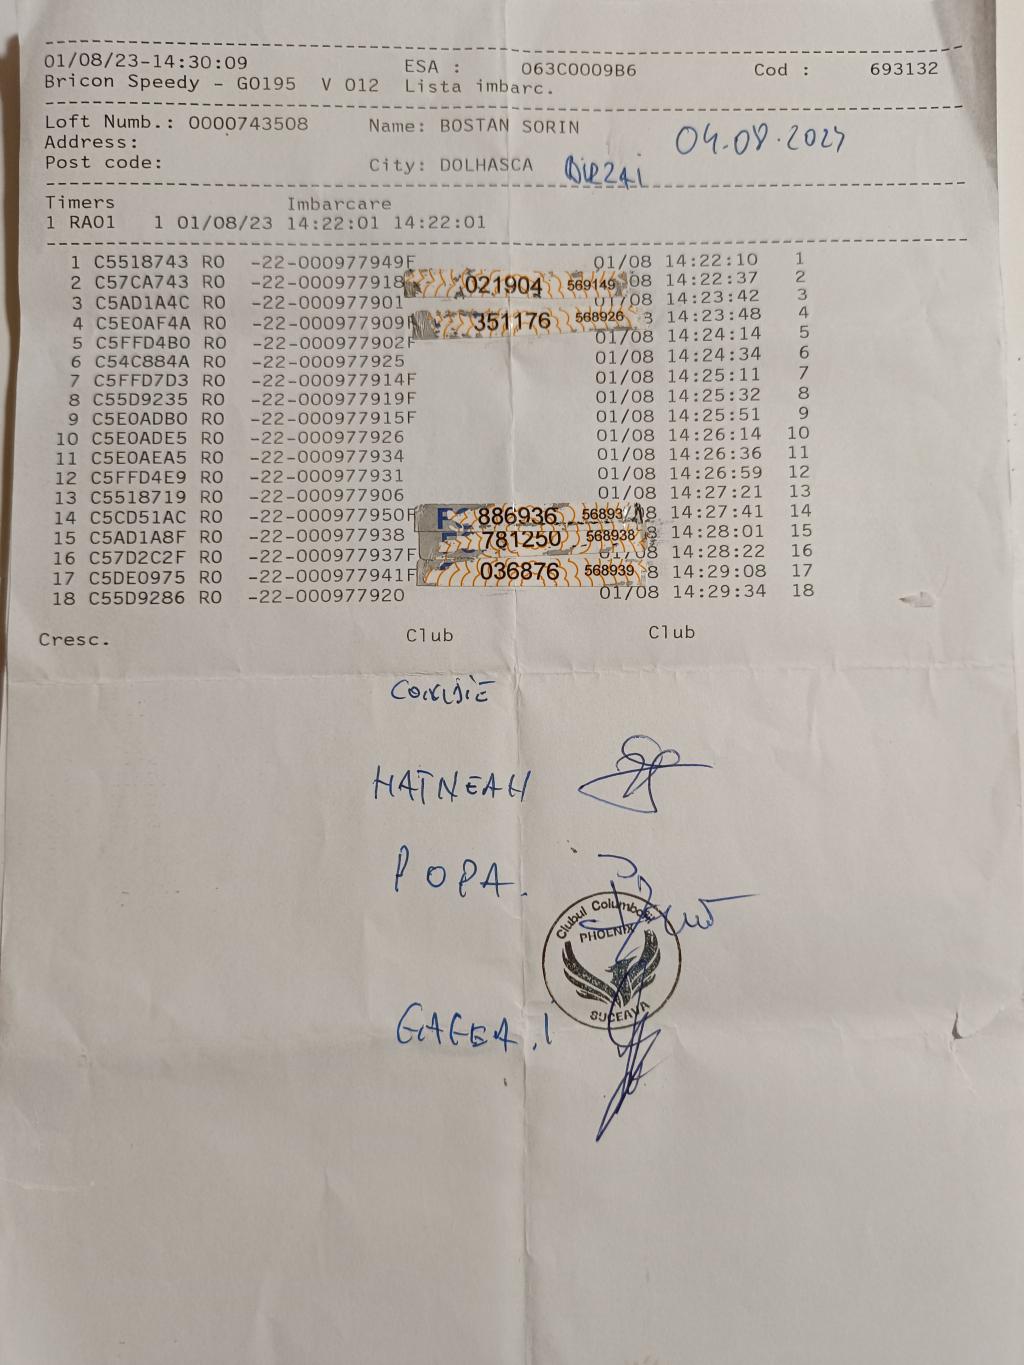 01/08/23-14:30:09 ESA : 063C0009B6 Cod : 693132
Bricon Speedy - G0195 V 012 Lista imbarc.
Loft Numb.: 0000743508 Name: BOSTAN SORIN
Address: 04.08.2023
Post code: City: DOLHASCA
Timers Imbarcare
1 RA01 1 01/08/23 14:22:01 14:22:01
1 C5518743 RO -22-000977949F 01/08 14:22:10 1
2 C57CA743 RO -22-000977918 021904 569149 08 14:22:37 2
3 C5AD1A4C RO -22-000977901 01/08 14:23:42 3
4 C5E0AF4A RO -22-000977909F 351176 568926 14:23:48 4
5 C5FFD4B0 RO -22-000977902F 01/08 14:24:14 5
6 C54C884A RO -22-000977925 01/08 14:24:34 6
7 C5FFD7D3 RO -22-000977914F 01/08 14:25:11 7
8 C55D9235 RO -22-000977919F 01/08 14:25:32 8
9 C5E0ADB0 RO -22-000977915F 01/08 14:25:51 9
10 C5E0ADE5 RO -22-000977926 01/08 14:26:14 10
11 C5E0AEA5 RO -22-000977934 01/08 14:26:36 11
12 C5FFD4E9 RO -22-000977931 01/08 14:26:59 12
13 C5518719 RO -22-000977906 01/08 14:27:21 13
14 C5CD51AC RO -22-000977950F 886936 14:27:41 14
15 C5AD1A8F RO -22-000977938 781250 568938 14:28:01 15
16 C57D2C2F RO -22-000977937F 01/08 14:28:22 16
17 C5DE0975 RO -22-000977941F 036876 568939 8 14:29:08 17
18 C55D9286 RO -22-000977920 01/08 14:29:34 18
Cresc. Club Club
HATNEAN
POPA.
Clubul Columbofil
PHOENIX
SUCEAVA